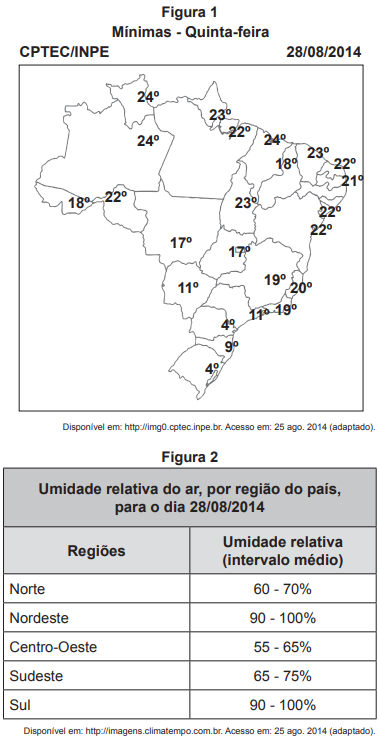 Figura 1
Mínimas - Quinta-feira
CPTEC/INPE 28/08/2014
24º
23º
22º
24º
24º
23º
18º
22º
21º
18º
22º
23º
22º
22º
17º
17º
11º
19º
20º
19º
11º
4º
9º
4º
Disponível em: http://img0.cptec.inpe.br. Acesso em: 25 ago. 2014 (adaptado).
Figura 2
Umidade relativa do ar, por região do país,
para o dia 28/08/2014
Regiões
Umidade relativa
(intervalo médio)
Norte 60 - 70%
Nordeste 90 - 100%
Centro-Oeste 55 - 65%
Sudeste 65 - 75%
Sul 90 - 100%
Disponível em: http://imagens.climatempo.com.br. Acesso em: 25 ago. 2014 (adaptado).